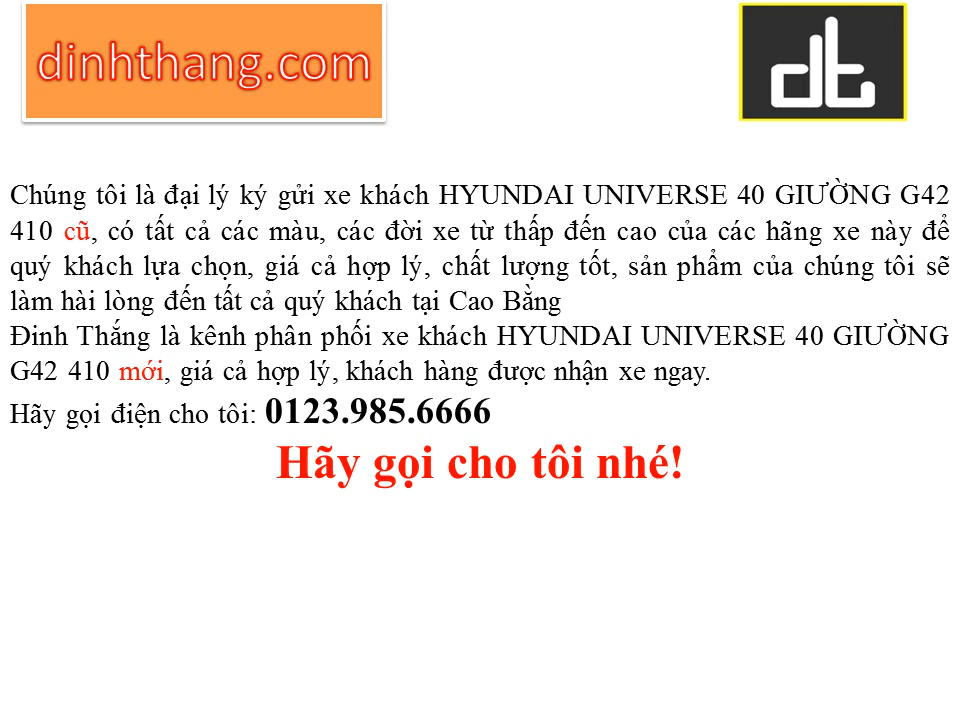 dinhthang.com
dt
Chúng tôi là đại lý ký gửi xe khách HYUNDAI UNIVERSE 40 GIƯỜNG G42
410 cũ, có tất cả các màu, các đời xe từ thấp đến cao của các hãng xe này để
quý khách lựa chọn, giá cả hợp lý, chất lượng tốt, sản phẩm của chúng tôi sẽ
làm hài lòng đến tất cả quý khách tại Cao Bằng
Đinh Thắng là kênh phân phối xe khách HYUNDAI UNIVERSE 40 GIƯỜNG
G42 410 mới, giá cả hợp lý, khách hàng được nhận xe ngay.
Hãy gọi điện cho tôi: 0123.985.6666
Hãy gọi cho tôi nhé!